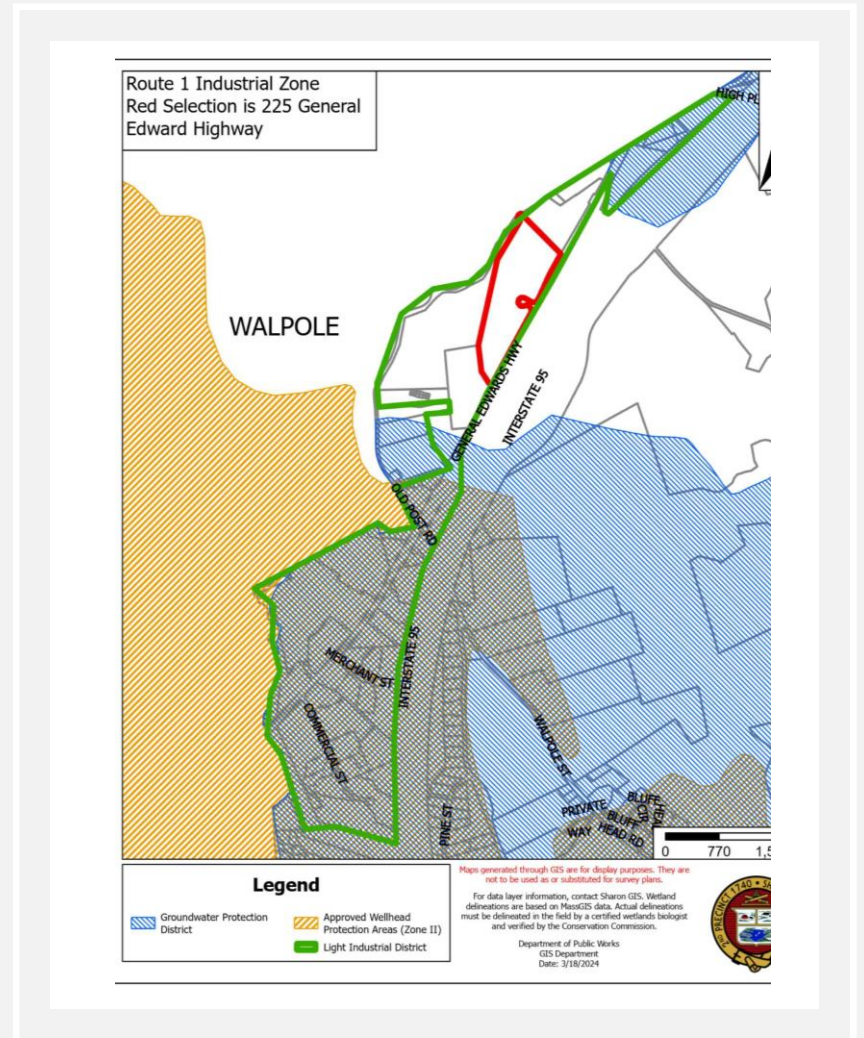 Route 1 Industrial Zone
Red Selection is 225 General
Edward Highway
HIGH PL
WALPOLE
GENERAL EDWARDS HWY
INTERSTATE 95
OLD POST RD
MERCHANT ST
INTERSTATE 95
COMMERCIAL ST
WALPOLE ST
PINE ST
PRIVATE
WAY
BLUFF
HEAD RD
BLUFF
HEA
CIR
0 770 1,5
Legend
Groundwater Protection
District
Approved Wellhead
Protection Areas (Zone II)
Light Industrial District
Maps generated through GIS are for display purposes. They are
not to be used as or substituted for survey plans.
For data layer information, contact Sharon GIS. Wetland
delineations are based on MassGIS data. Actual delineations
must be delineated in the field by a certified wetlands biologist
and verified by the Conservation Commission.
Department of Public Works
GIS Department
Date: 3/18/2024
2ND PRECINCT 1740 • SH